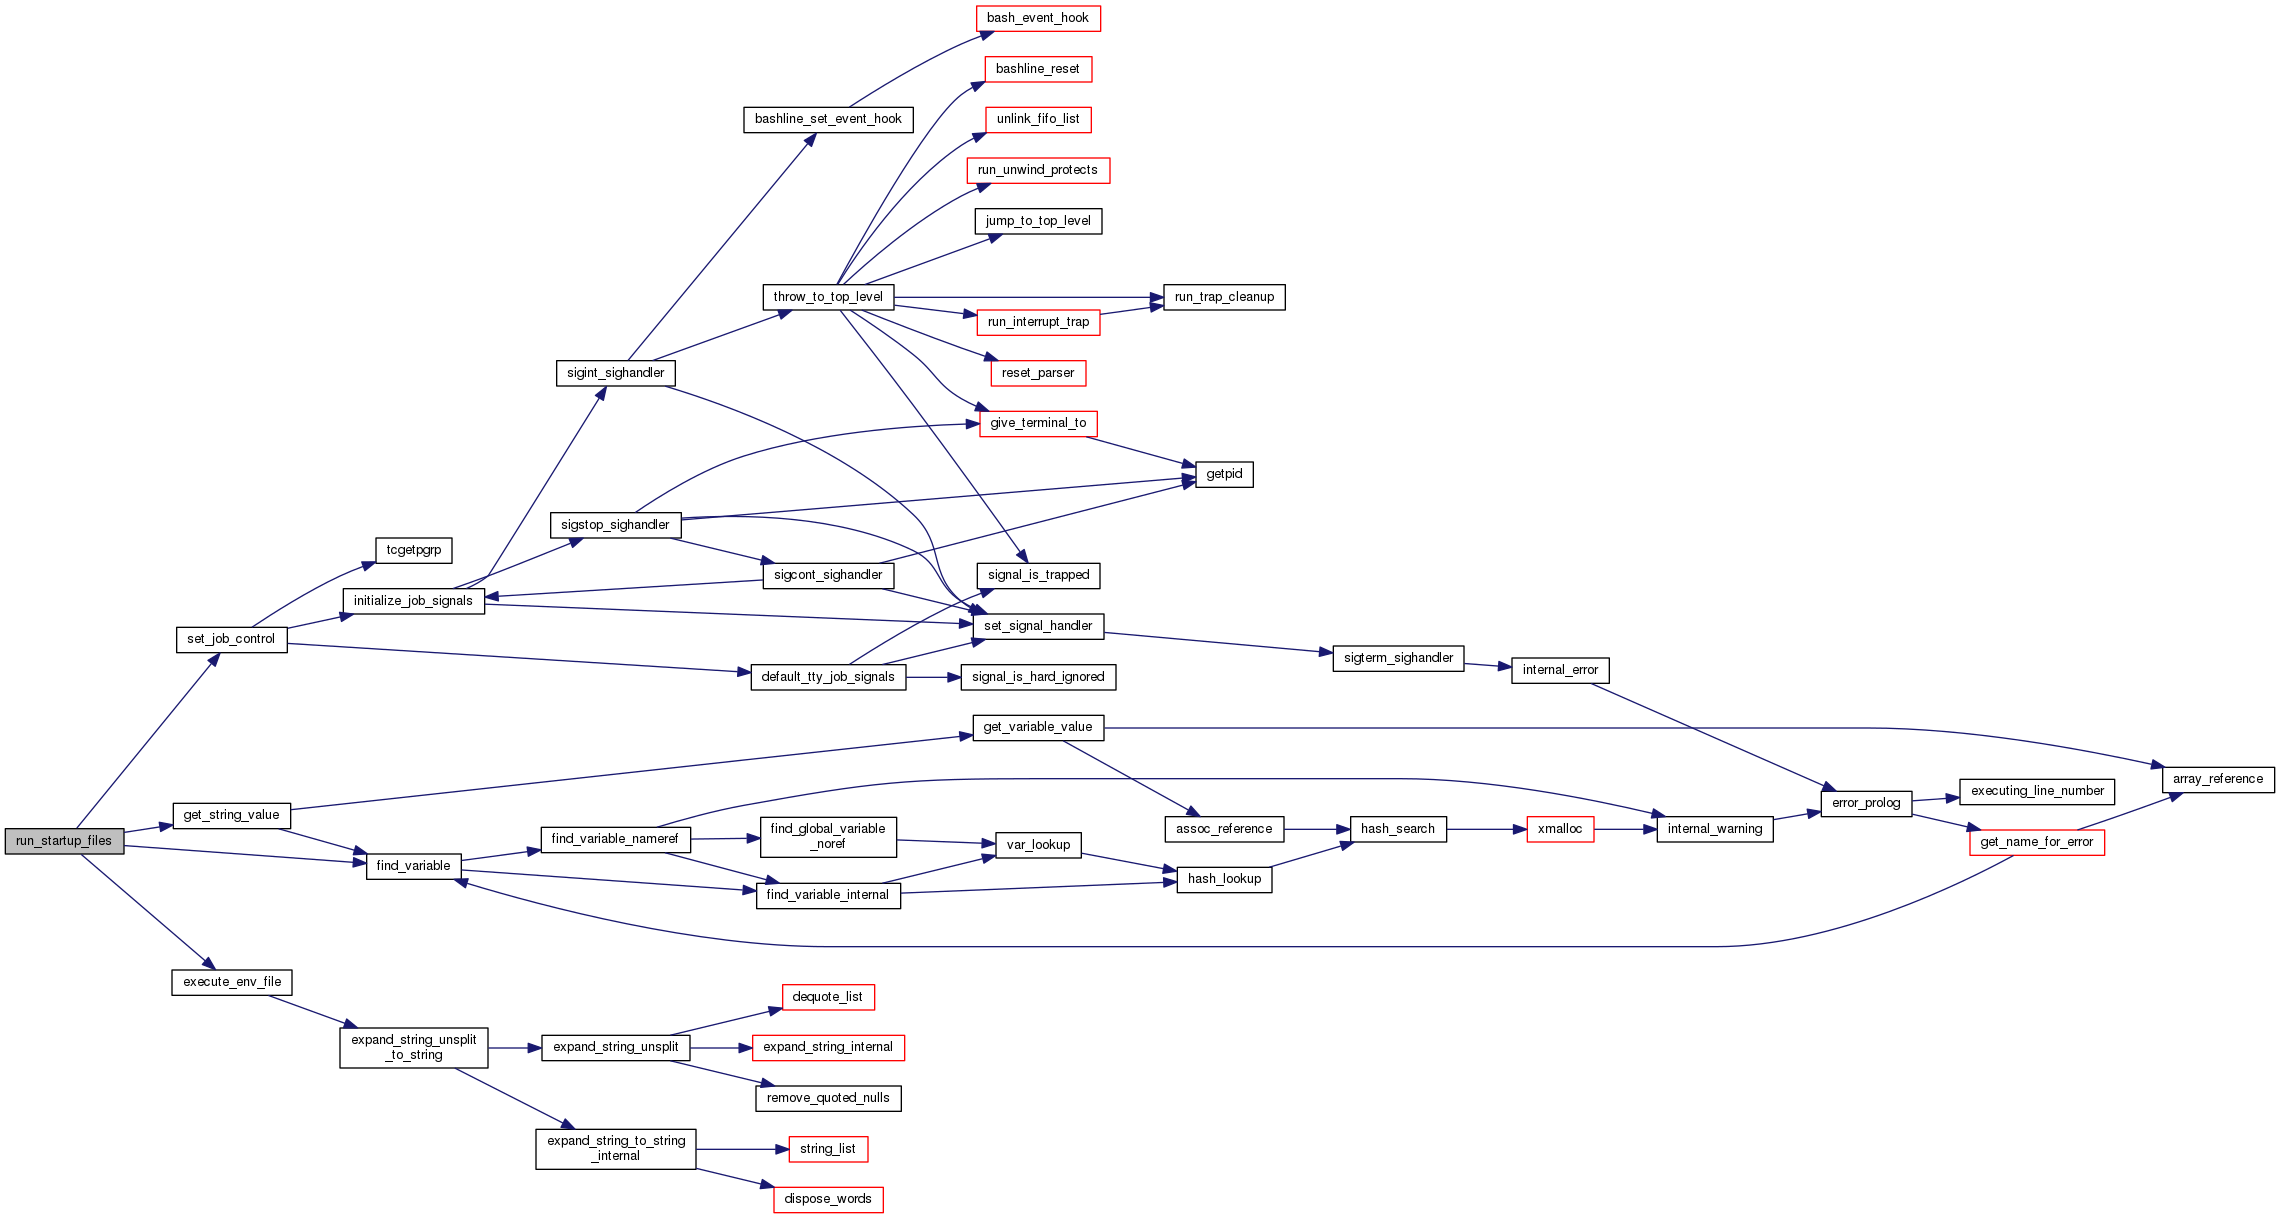 bash_event_hook
bashline_reset
bashline_set_event_hook
unlink_fifo_list
run_unwind_protects
jump_to_top_level
throw_to_top_level
run_trap_cleanup
run_interrupt_trap
sigint_sighandler
reset_parser
give_terminal_to
getpid
sigstop_sighandler
tcgetpgrp
sigcont_sighandler
signal_is_trapped
initialize_job_signals
set_signal_handler
set_job_control
sigterm_sighandler
internal_error
default_tty_job_signals
signal_is_hard_ignored
get_variable_value
array_reference
executing_line_number
error_prolog
get_string_value
assoc_reference
hash_search
xmalloc
internal_warning
run_startup_files
find_variable_nameref
find_global_variable
_noref
var_lookup
get_name_for_error
find_variable
hash_lookup
find_variable_internal
execute_env_file
dequote_list
expand_string_unsplit
_to_string
expand_string_unsplit
expand_string_internal
remove_quoted_nulls
expand_string_to_string
_internal
string_list
dispose_words